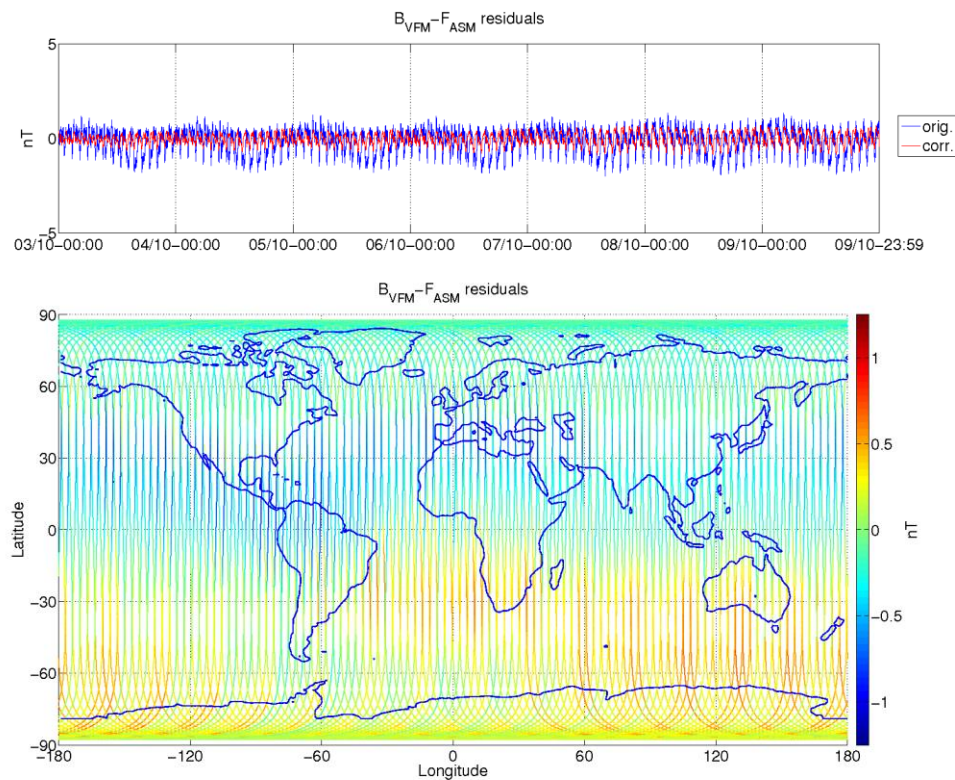 B_VFM−F_ASM residuals
5
0
−5
nT
03/10−00:00 04/10−00:00 05/10−00:00 06/10−00:00 07/10−00:00 08/10−00:00 09/10−00:00 09/10−23:59
orig.
corr.
B_VFM−F_ASM residuals
90
60
30
0
−30
−60
−90
Latitude
−180 −120 −60 0 60 120 180
Longitude
1
0.5
0
−0.5
−1
nT